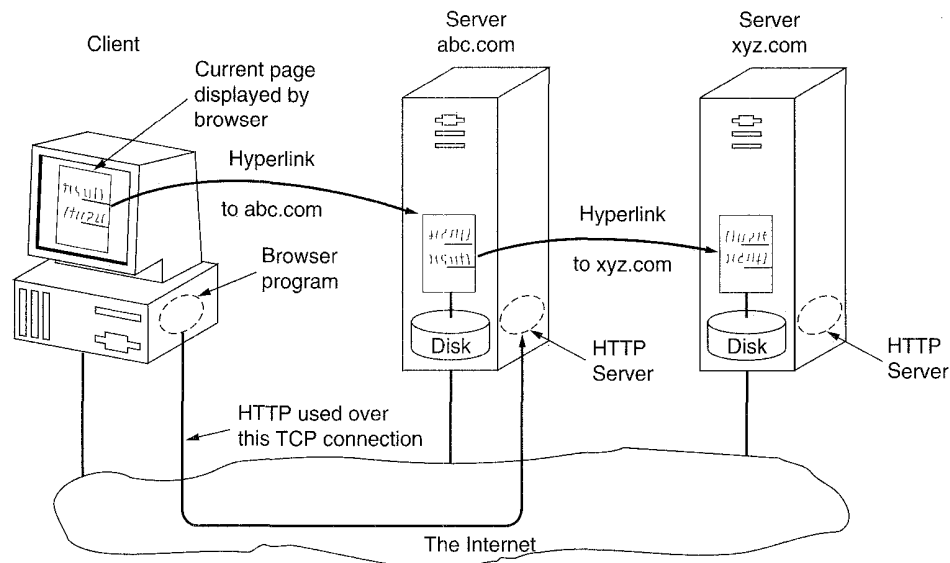 Client
Server
abc.com
Server
xyz.com
Current page
displayed by
browser
Hyperlink
to abc.com
Hyperlink
to xyz.com
Browser
program
Disk
HTTP
Server
Disk
HTTP
Server
HTTP used over
this TCP connection
The Internet